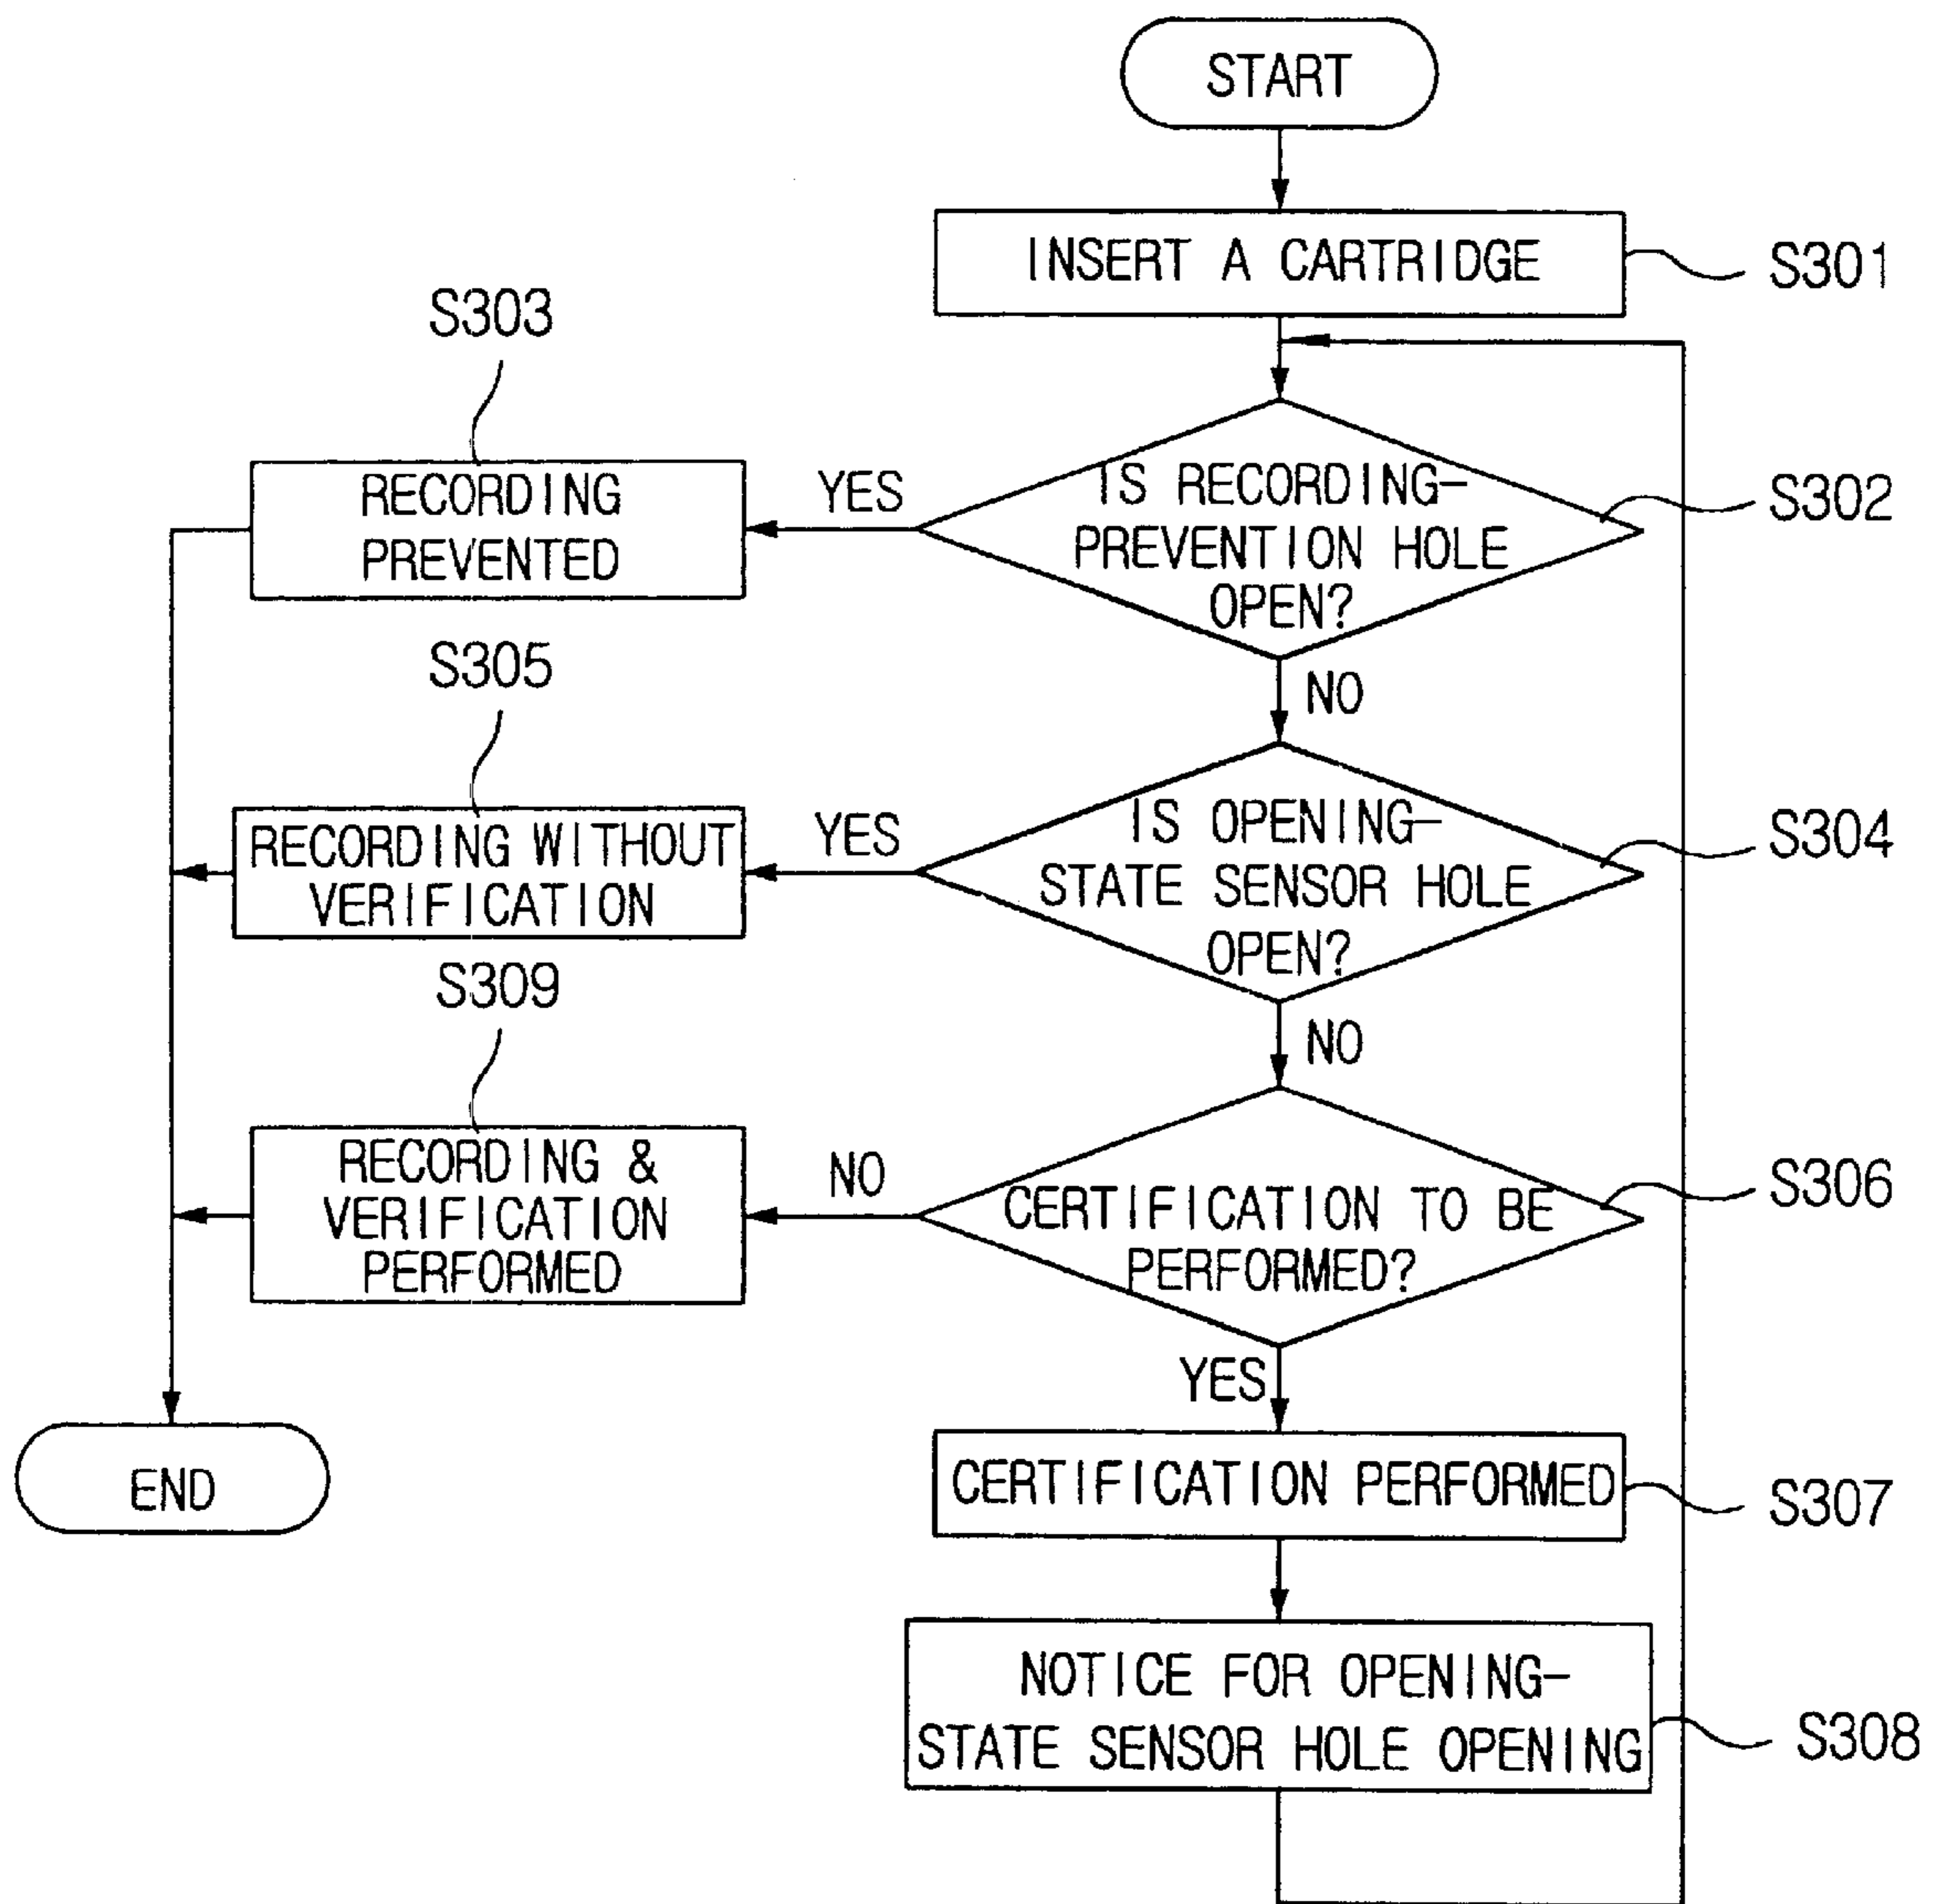 START
INSERT A CARTRIDGE
S301
S303
RECORDING
PREVENTED
YES
IS RECORDING-
PREVENTION HOLE
OPEN?
S302
NO
S305
RECORDING WITHOUT
VERIFICATION
YES
IS OPENING-
STATE SENSOR HOLE
OPEN?
S304
NO
S309
RECORDING &
VERIFICATION
PERFORMED
NO
CERTIFICATION TO BE
PERFORMED?
S306
YES
END
CERTIFICATION PERFORMED
S307
NOTICE FOR OPENING-
STATE SENSOR HOLE OPENING
S308